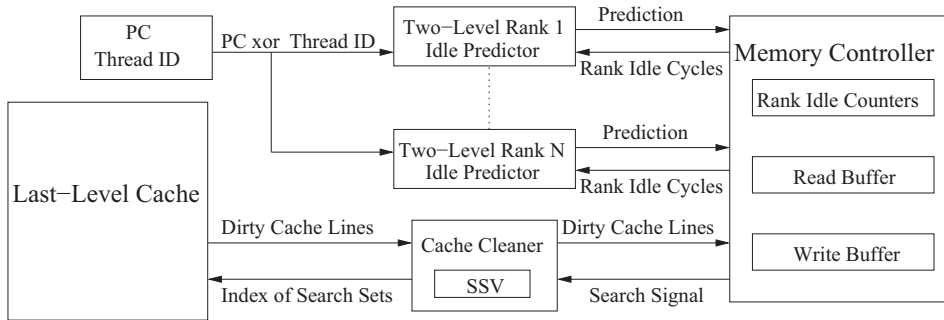 PC
Thread ID
PC xor Thread ID
Two−Level Rank 1
Idle Predictor
Prediction
Rank Idle Cycles
Memory Controller
Rank Idle Counters
Read Buffer
Write Buffer
Two−Level Rank N
Idle Predictor
Prediction
Rank Idle Cycles
Last−Level Cache
Dirty Cache Lines
Index of Search Sets
Cache Cleaner
SSV
Dirty Cache Lines
Search Signal